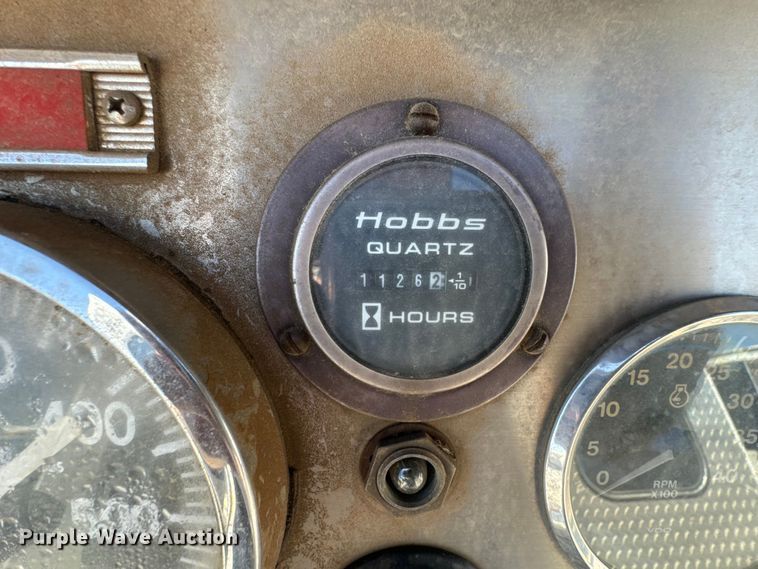 Hobbs
QUARTZ
11262 1/10
HOURS
400
500
0 5 10 15 20 25 30
RPM
X100
Purple Wave Auction